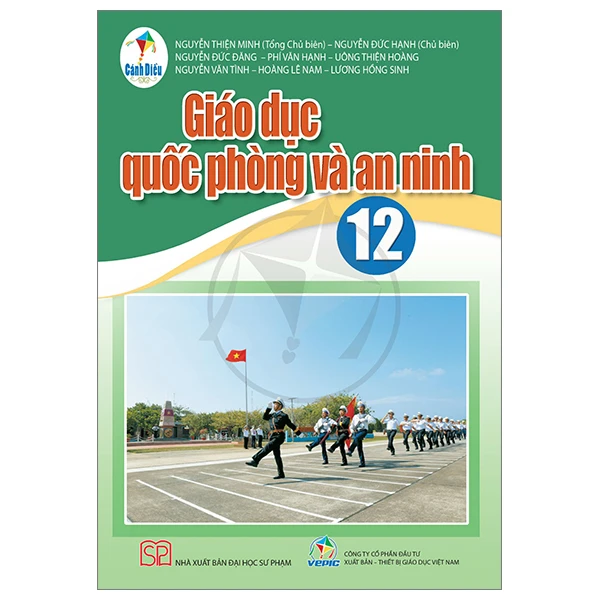 NGUYỄN THIỆN MINH (Tổng Chủ biên) – NGUYỄN ĐỨC HẠNH (Chủ biên)
NGUYỄN ĐỨC ĐĂNG – PHÍ VĂN HẠNH – UÔNG THIỆN HOÀNG
NGUYỄN VĂN TÌNH – HOÀNG LÊ NAM – LƯƠNG HỒNG SINH
Cánh Diều
Giáo dục
quốc phòng và an ninh
12
SP
NHÀ XUẤT BẢN ĐẠI HỌC SƯ PHẠM
VEPIC
CÔNG TY CỔ PHẦN ĐẦU TƯ
XUẤT BẢN – THIẾT BỊ GIÁO DỤC VIỆT NAM